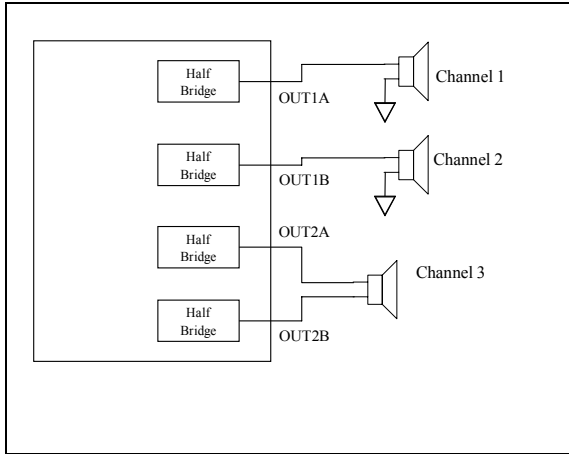 Half
Bridge
OUT1A
Channel 1
Half
Bridge
OUT1B
Channel 2
Half
Bridge
OUT2A
Channel 3
Half
Bridge
OUT2B